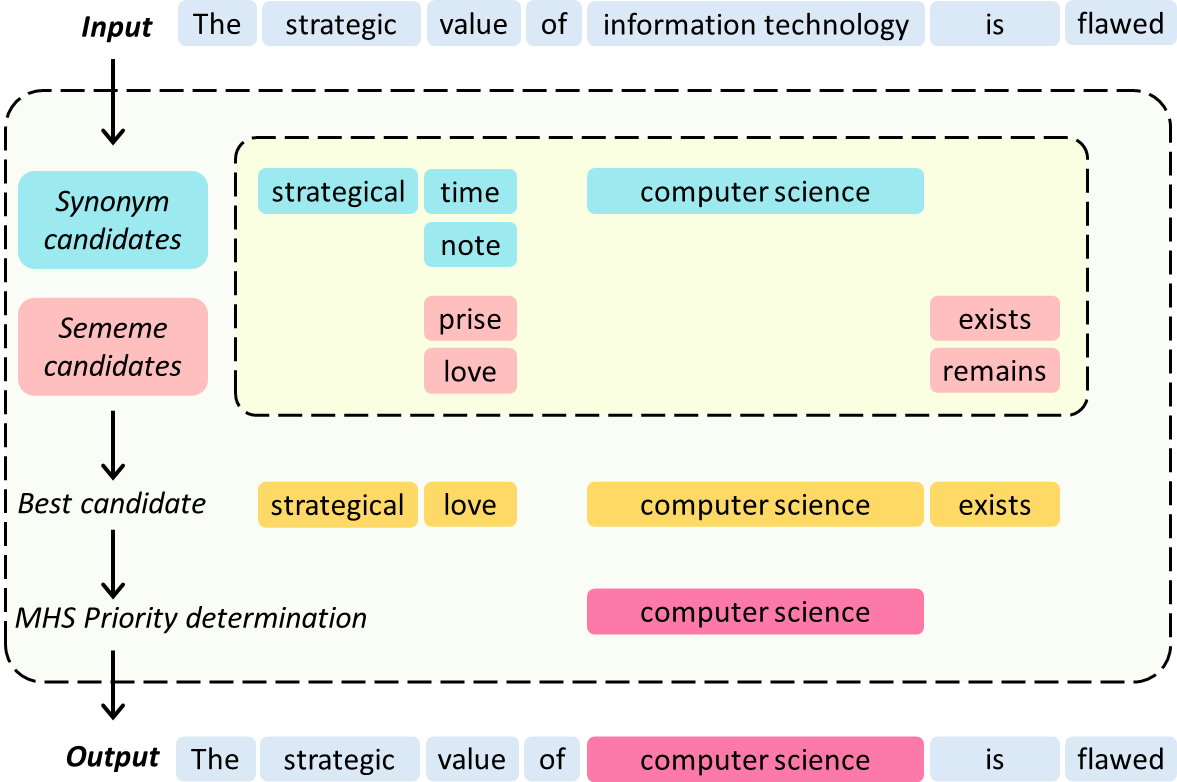 Input The strategic value of information technology is flawed
Synonym candidates strategical time computer science
note
Sememe candidates prise exists
love remains
Best candidate strategical love computer science exists
MHS Priority determination computer science
Output The strategic value of computer science is flawed